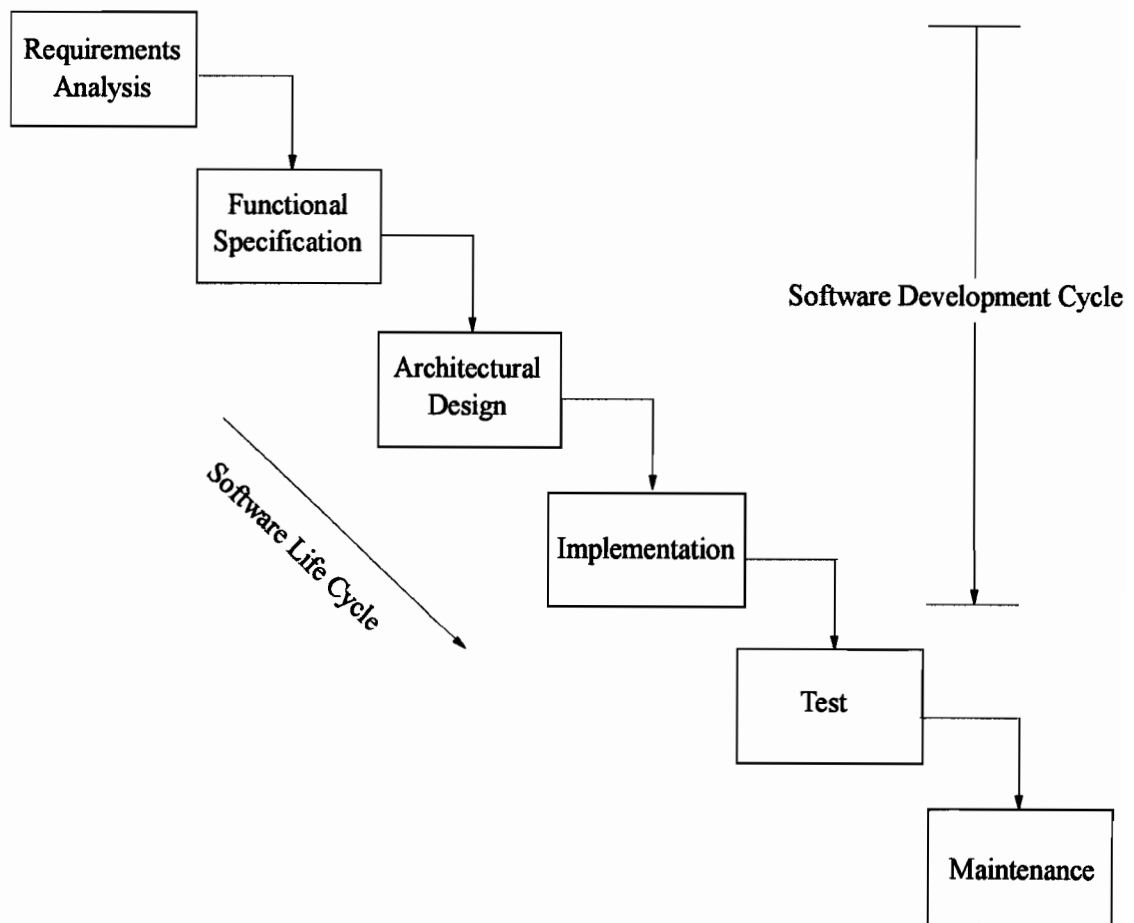 Requirements
Analysis
Functional
Specification
Software Development Cycle
Architectural
Design
Software Life Cycle
Implementation
Test
Maintenance